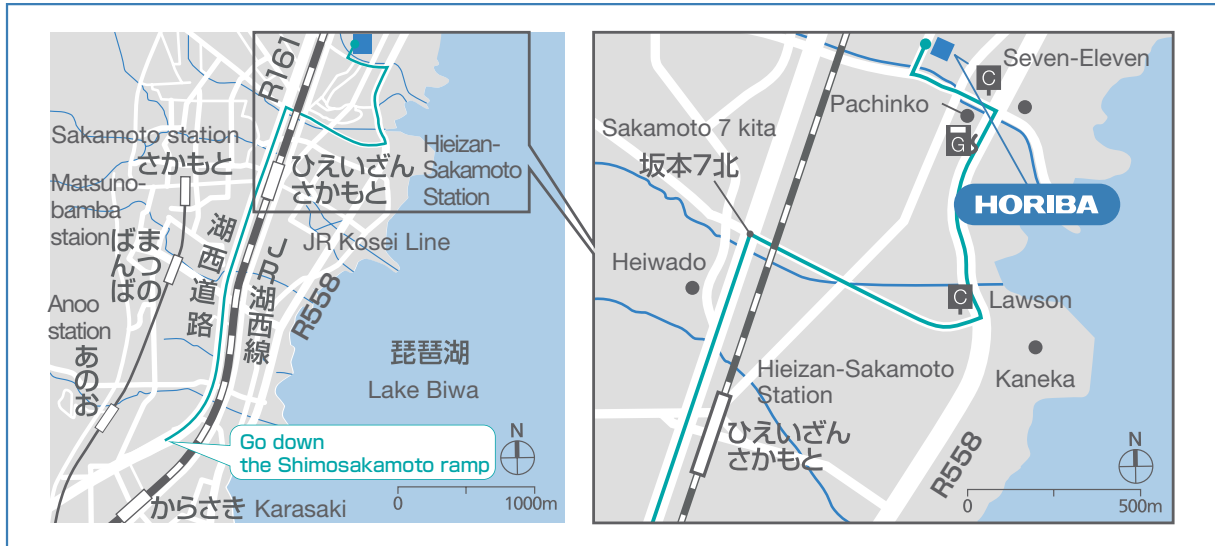 R161
Sakamoto station
さかもと
Matsuno-
bamba
staion
まつの
ばんば
Anoo
station
あのお
湖西道路
ひえいざん
さかもと
Hieizan-
Sakamoto
Station
JR Kosei Line
JR湖西線
R558
琵琶湖
Lake Biwa
Go down
the Shimosakamoto ramp
からさき Karasaki
N
0 1000m
Seven-Eleven
C
Pachinko
G
Sakamoto 7 kita
坂本7北
HORIBA
Heiwado
C
Lawson
Kaneka
Hieizan-Sakamoto
Station
ひえいざん
さかもと
R558
N
0 500m